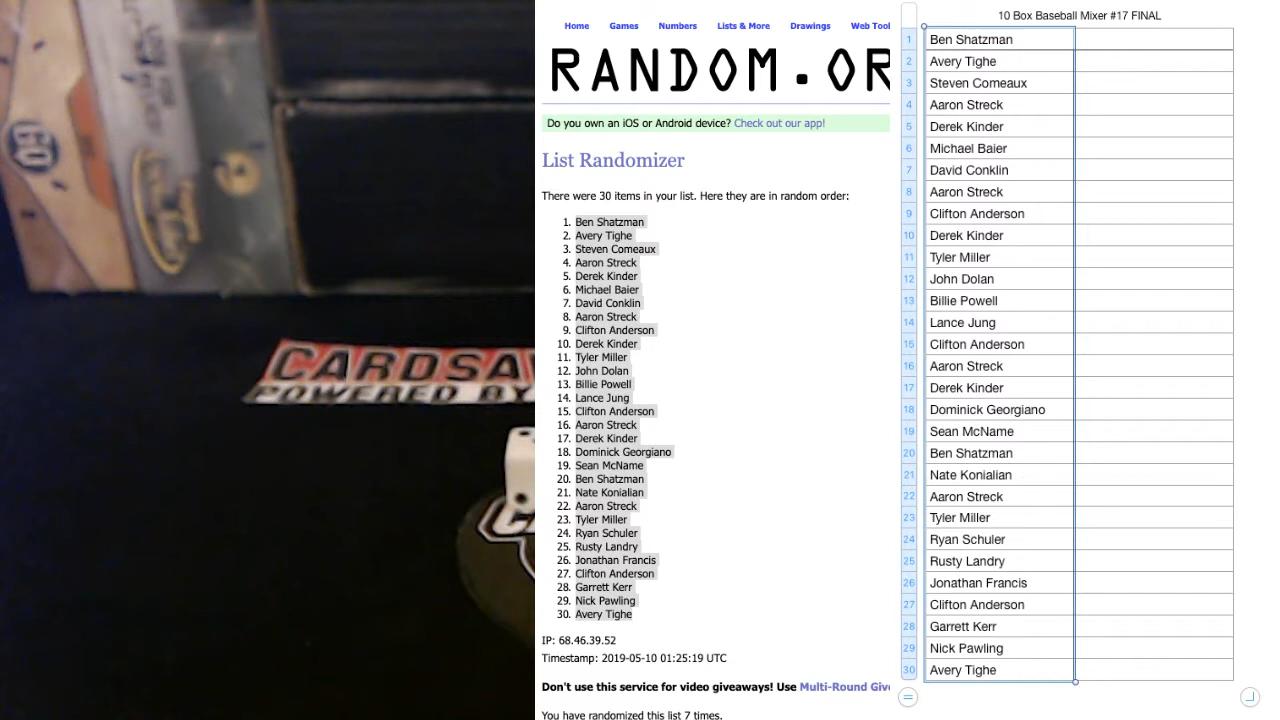 GO
CARDSA
POWERED BY
Home Games Numbers Lists & More Drawings Web Tool
RANDOM.OR
Do you own an iOS or Android device? Check out our app!
List Randomizer
There were 30 items in your list. Here they are in random order:
1. Ben Shatzman
2. Avery Tighe
3. Steven Comeaux
4. Aaron Streck
5. Derek Kinder
6. Michael Baier
7. David Conklin
8. Aaron Streck
9. Clifton Anderson
10. Derek Kinder
11. Tyler Miller
12. John Dolan
13. Billie Powell
14. Lance Jung
15. Clifton Anderson
16. Aaron Streck
17. Derek Kinder
18. Dominick Georgiano
19. Sean McName
20. Ben Shatzman
21. Nate Konialian
22. Aaron Streck
23. Tyler Miller
24. Ryan Schuler
25. Rusty Landry
26. Jonathan Francis
27. Clifton Anderson
28. Garrett Kerr
29. Nick Pawling
30. Avery Tighe
IP: 68.46.39.52
Timestamp: 2019-05-10 01:25:19 UTC
Don't use this service for video giveaways! Use Multi-Round Give
You have randomized this list 7 times.
10 Box Baseball Mixer #17 FINAL
1 Ben Shatzman
2 Avery Tighe
3 Steven Comeaux
4 Aaron Streck
5 Derek Kinder
6 Michael Baier
7 David Conklin
8 Aaron Streck
9 Clifton Anderson
10 Derek Kinder
11 Tyler Miller
12 John Dolan
13 Billie Powell
14 Lance Jung
15 Clifton Anderson
16 Aaron Streck
17 Derek Kinder
18 Dominick Georgiano
19 Sean McName
20 Ben Shatzman
21 Nate Konialian
22 Aaron Streck
23 Tyler Miller
24 Ryan Schuler
25 Rusty Landry
26 Jonathan Francis
27 Clifton Anderson
28 Garrett Kerr
29 Nick Pawling
30 Avery Tighe